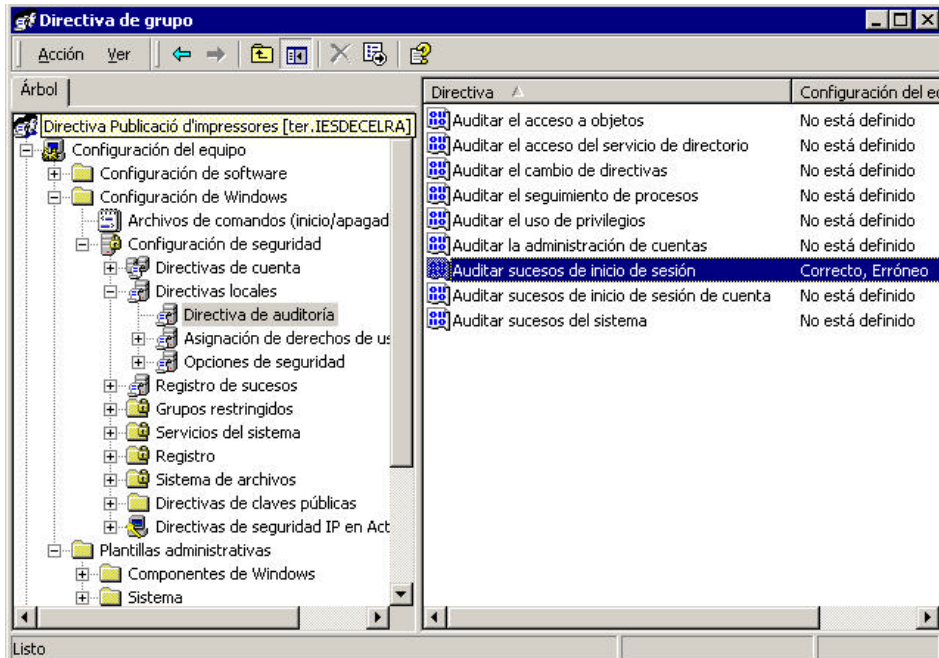 Directiva de grupo
Acción Ver
Árbol
Directiva Publicació d'impressores [ter.IESDECELRA]
Configuración del equipo
Configuración de software
Configuración de Windows
Archivos de comandos (inicio/apagad
Configuración de seguridad
Directivas de cuenta
Directivas locales
Directiva de auditoría
Asignación de derechos de us
Opciones de seguridad
Registro de sucesos
Grupos restringidos
Servicios del sistema
Registro
Sistema de archivos
Directivas de claves públicas
Directivas de seguridad IP en Act
Plantillas administrativas
Componentes de Windows
Sistema
Directiva Configuración del eq
Auditar el acceso a objetos No está definido
Auditar el acceso del servicio de directorio No está definido
Auditar el cambio de directivas No está definido
Auditar el seguimiento de procesos No está definido
Auditar el uso de privilegios No está definido
Auditar la administración de cuentas No está definido
Auditar sucesos de inicio de sesión Correcto, Erróneo
Auditar sucesos de inicio de sesión de cuenta No está definido
Auditar sucesos del sistema No está definido
Listo